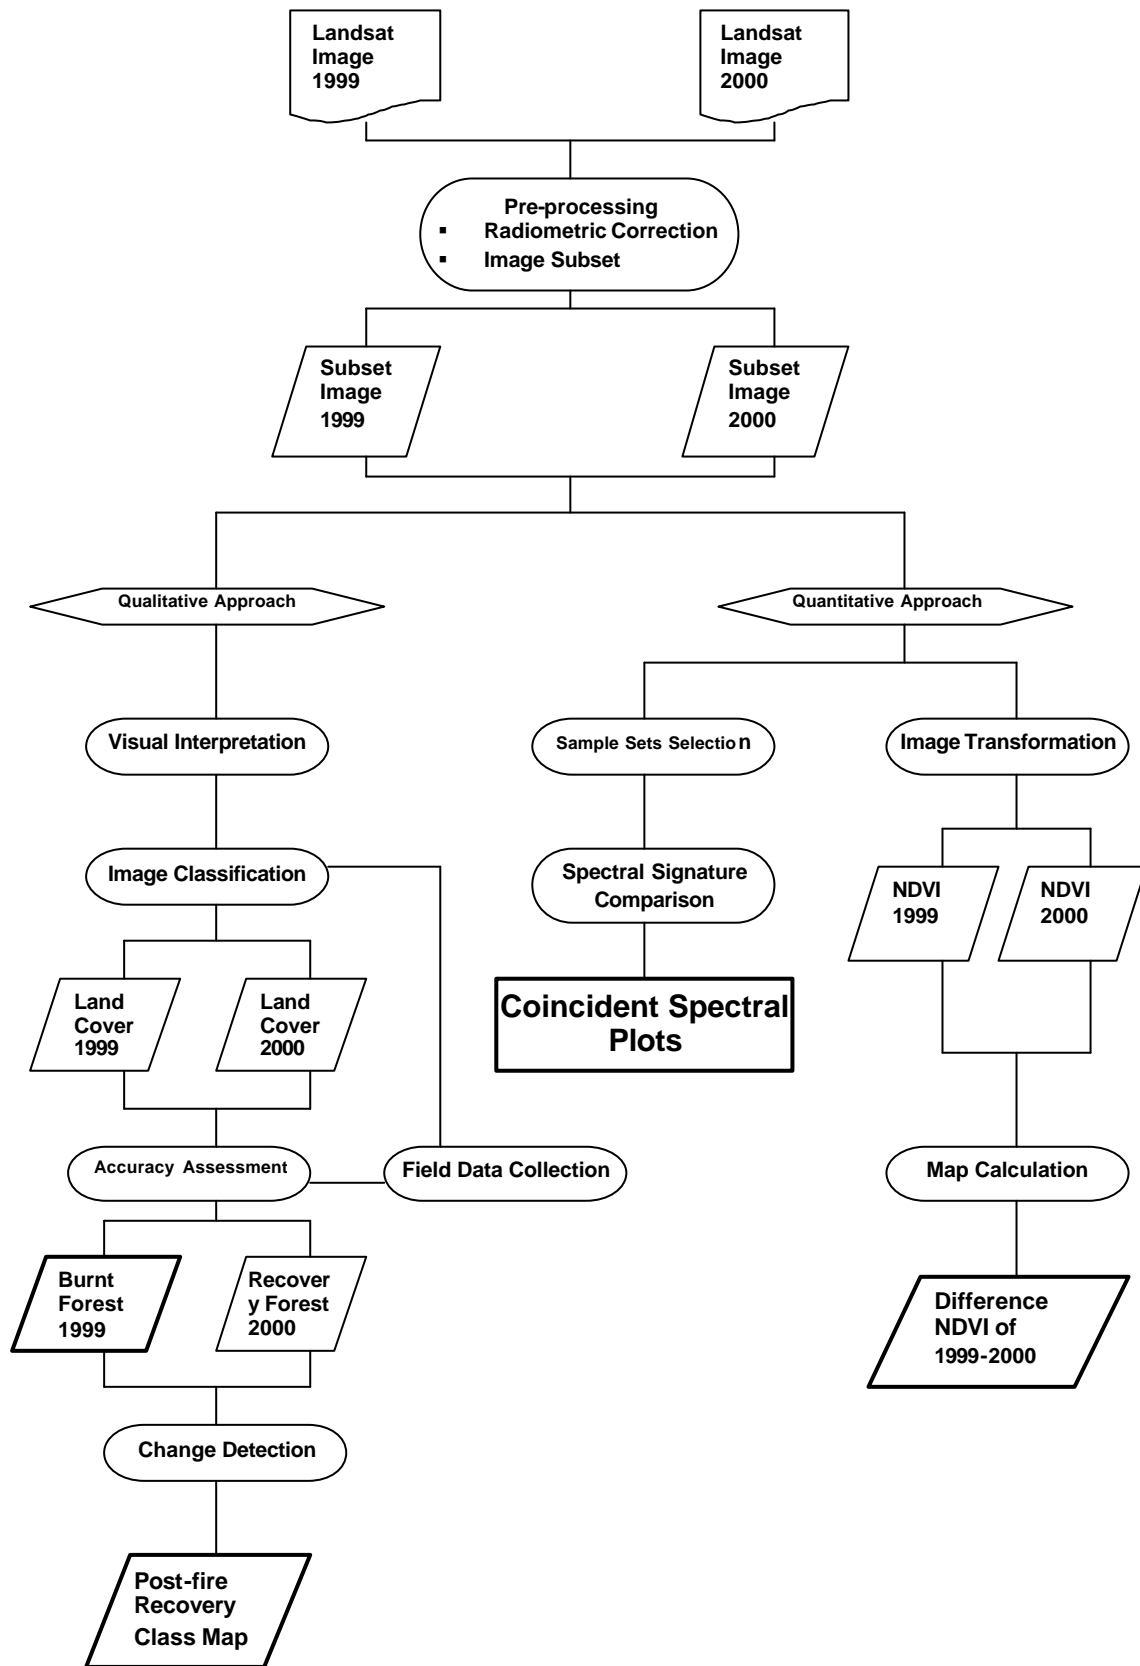 Landsat
Image
1999
Landsat
Image
2000
Pre-processing
▪ Radiometric Correction
▪ Image Subset
Subset
Image
1999
Subset
Image
2000
Qualitative Approach
Quantitative Approach
Visual Interpretation
Sample Sets Selection
Image Transformation
Image Classification
Spectral Signature
Comparison
NDVI
1999
NDVI
2000
Land
Cover
1999
Land
Cover
2000
Coincident Spectral
Plots
Accuracy Assessment
Field Data Collection
Map Calculation
Burnt
Forest
1999
Recover
y Forest
2000
Difference
NDVI of
1999-2000
Change Detection
Post-fire
Recovery
Class Map